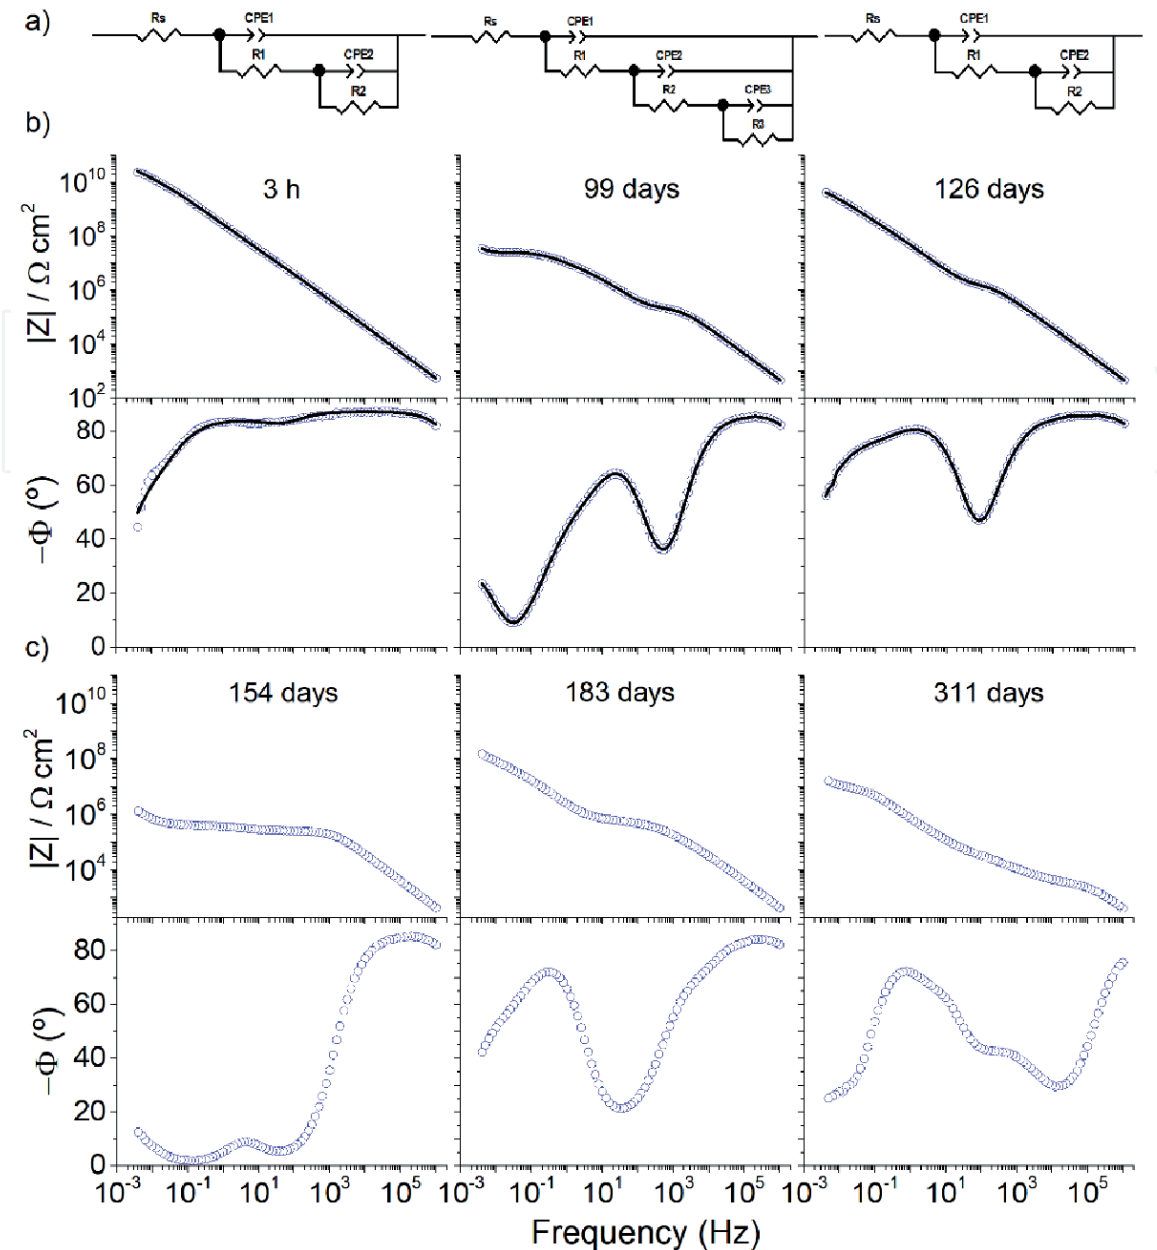 a)
Rs CPE1 R1 CPE2 R2
Rs CPE1 R1 CPE2 R2 CPE3 R3
Rs CPE1 R1 CPE2 R2
b)
|Z| / Ω cm²
10¹⁰
10⁸
10⁶
10⁴
10²
3 h
99 days
126 days
−Φ (º)
80
60
40
20
0
c)
|Z| / Ω cm²
10¹⁰
10⁸
10⁶
10⁴
154 days
183 days
311 days
−Φ (º)
80
60
40
20
0
10⁻³ 10⁻¹ 10¹ 10³ 10⁵ 10⁻³ 10⁻¹ 10¹ 10³ 10⁵ 10⁻³ 10⁻¹ 10¹ 10³ 10⁵
Frequency (Hz)